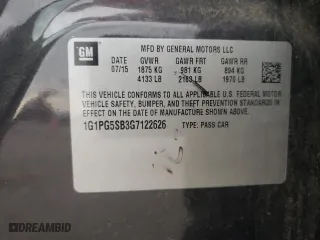 GM
MFD BY GENERAL MOTORS LLC
DATE GVWR GAWR FRT GAWR RR
07/15 1875 KG 981 KG 894 KG
4133 LB 2163 LB 1970 LB
THIS VEHICLE CONFORMS TO ALL APPLICABLE U.S. FEDERAL MOTOR
VEHICLE SAFETY, BUMPER, AND THEFT PREVENTION STANDARDS IN
EFFECT ON THE DATE OF MANUFACTURE SHOWN ABOVE.
1G1PG5SB3G7122626 TYPE: PASS CAR